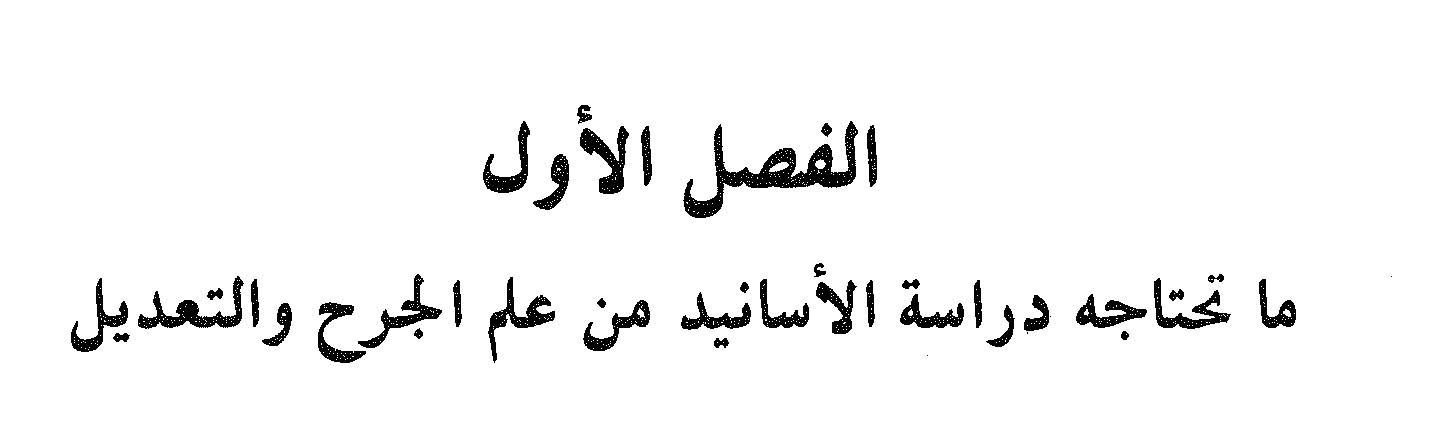 الفصل الأول
ما تحتاجه دراسة الأسانيد من علم الجرح والتعديل